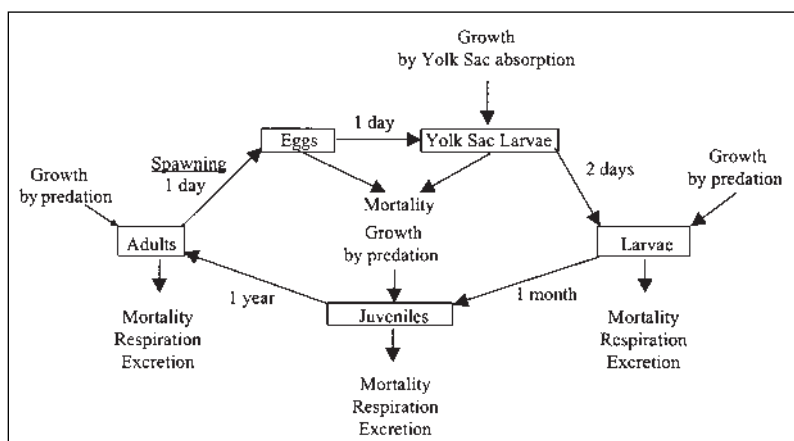 Growth
by Yolk Sac absorption
Eggs
1 day
Yolk Sac Larvae
Spawning
1 day
2 days
Growth
by predation
Growth
by predation
Mortality
Adults
Larvae
Growth
by predation
1 year
1 month
Juveniles
Mortality
Respiration
Excretion
Mortality
Respiration
Excretion
Mortality
Respiration
Excretion